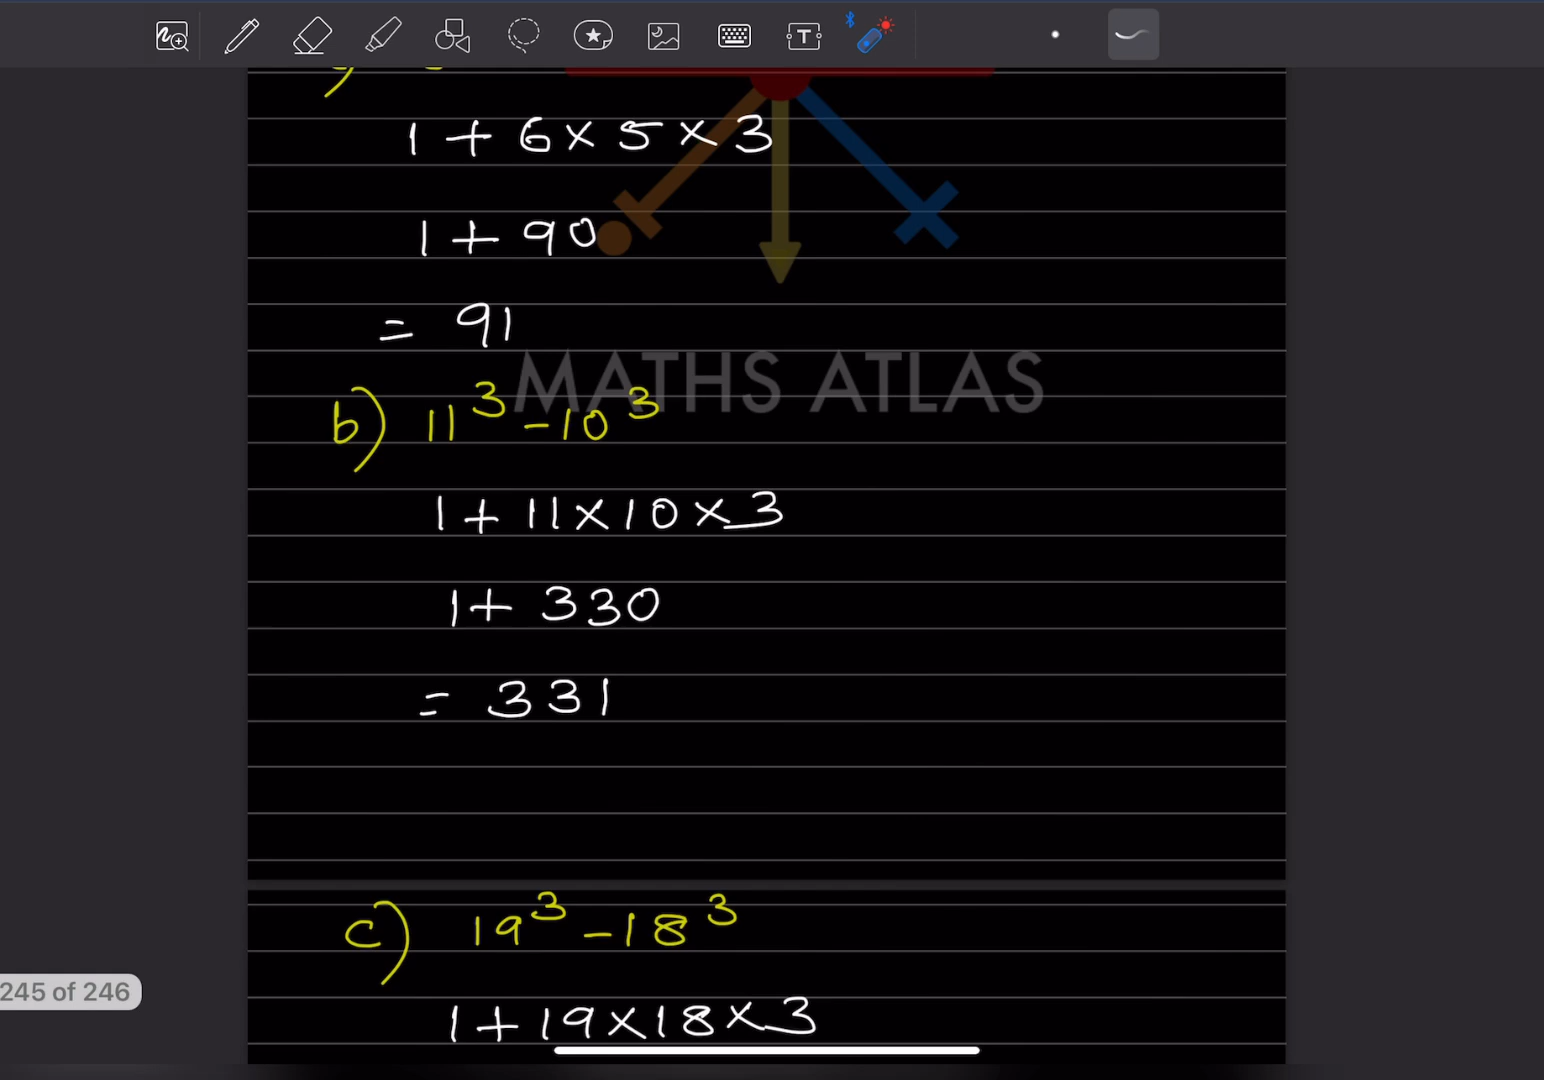 1 + 6 × 5 × 3
1 + 90
= 91
MATHS ATLAS
b) 11³ - 10³
1 + 11 × 10 × 3
1 + 330
= 331
c) 19³ - 18³
245 of 246
1 + 19 × 18 × 3